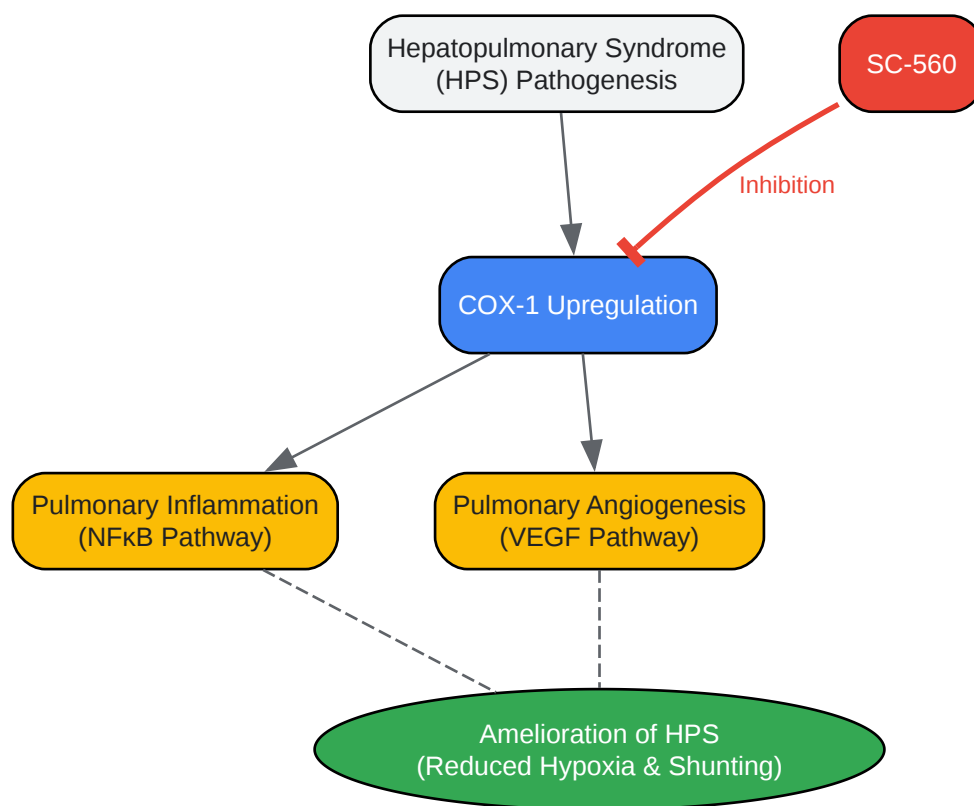 Hepatopulmonary Syndrome
(HPS) Pathogenesis
SC-560
Inhibition
COX-1 Upregulation
Pulmonary Inflammation
(NFκB Pathway)
Pulmonary Angiogenesis
(VEGF Pathway)
Amelioration of HPS
(Reduced Hypoxia & Shunting)